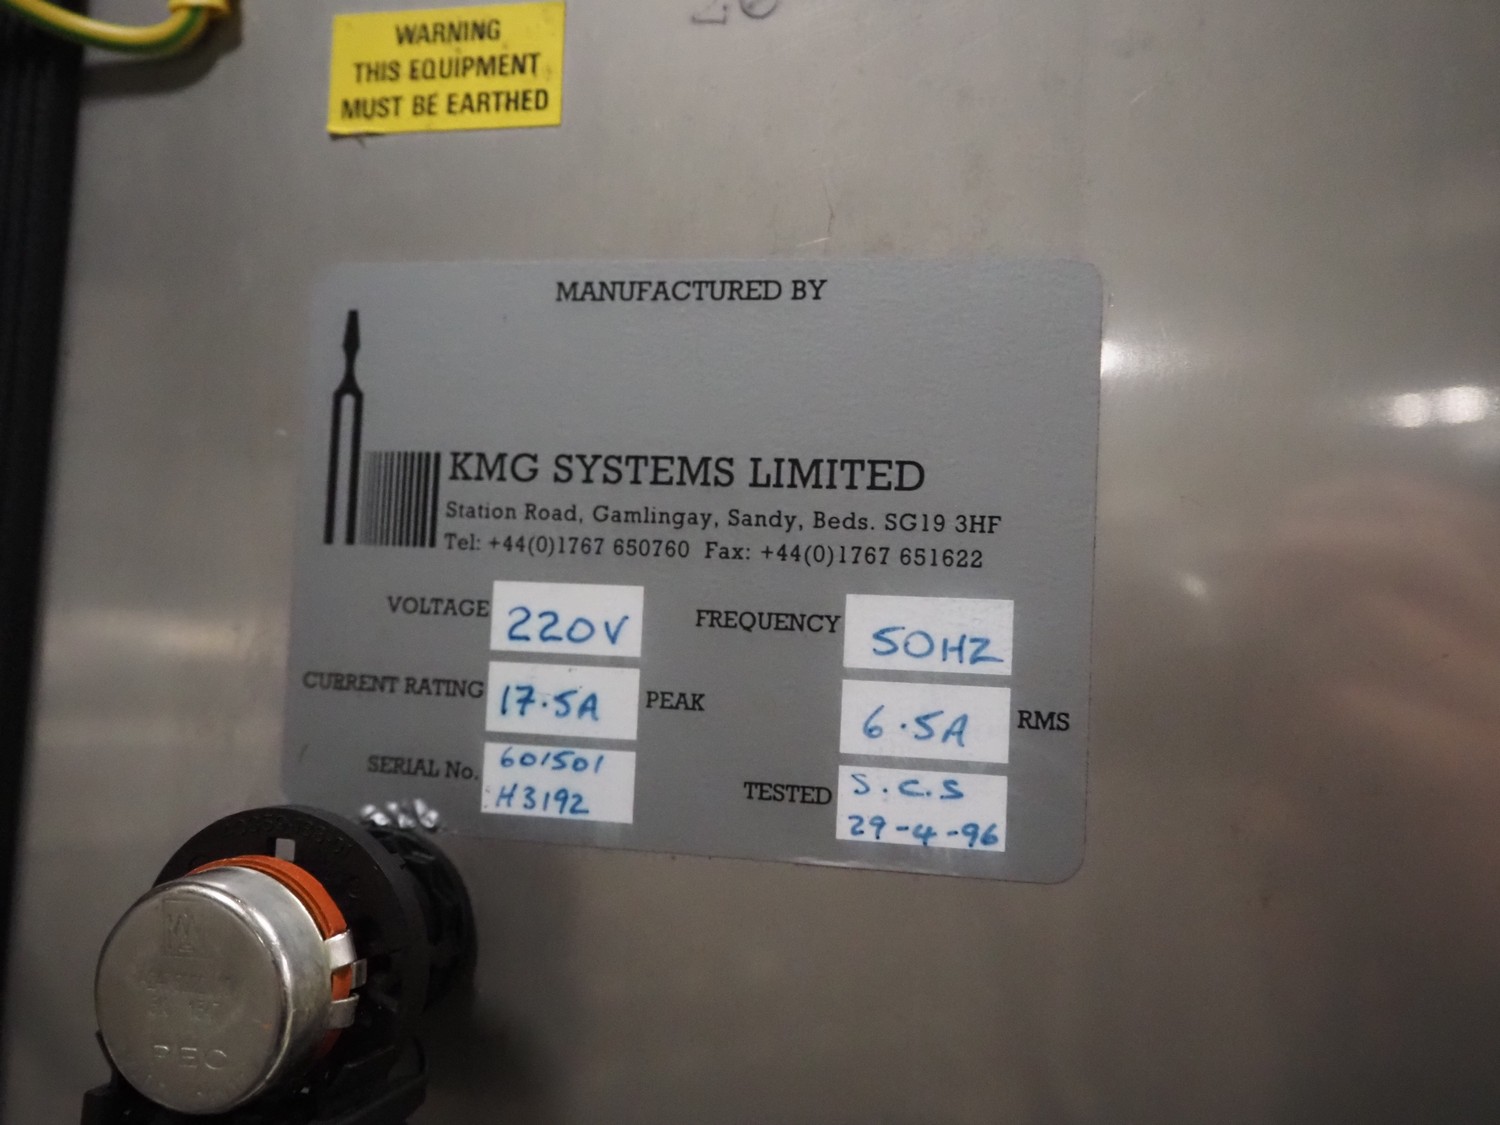 WARNING
THIS EQUIPMENT
MUST BE EARTHED
MANUFACTURED BY
KMG SYSTEMS LIMITED
Station Road, Gamlingay, Sandy, Beds. SG19 3HF
Tel: +44(0)1767 650760 Fax: +44(0)1767 651622
VOLTAGE 220V FREQUENCY 50HZ
CURRENT RATING 17.5A PEAK 6.5A RMS
SERIAL No. 601501 TESTED S.C.S
H3192 29-4-96